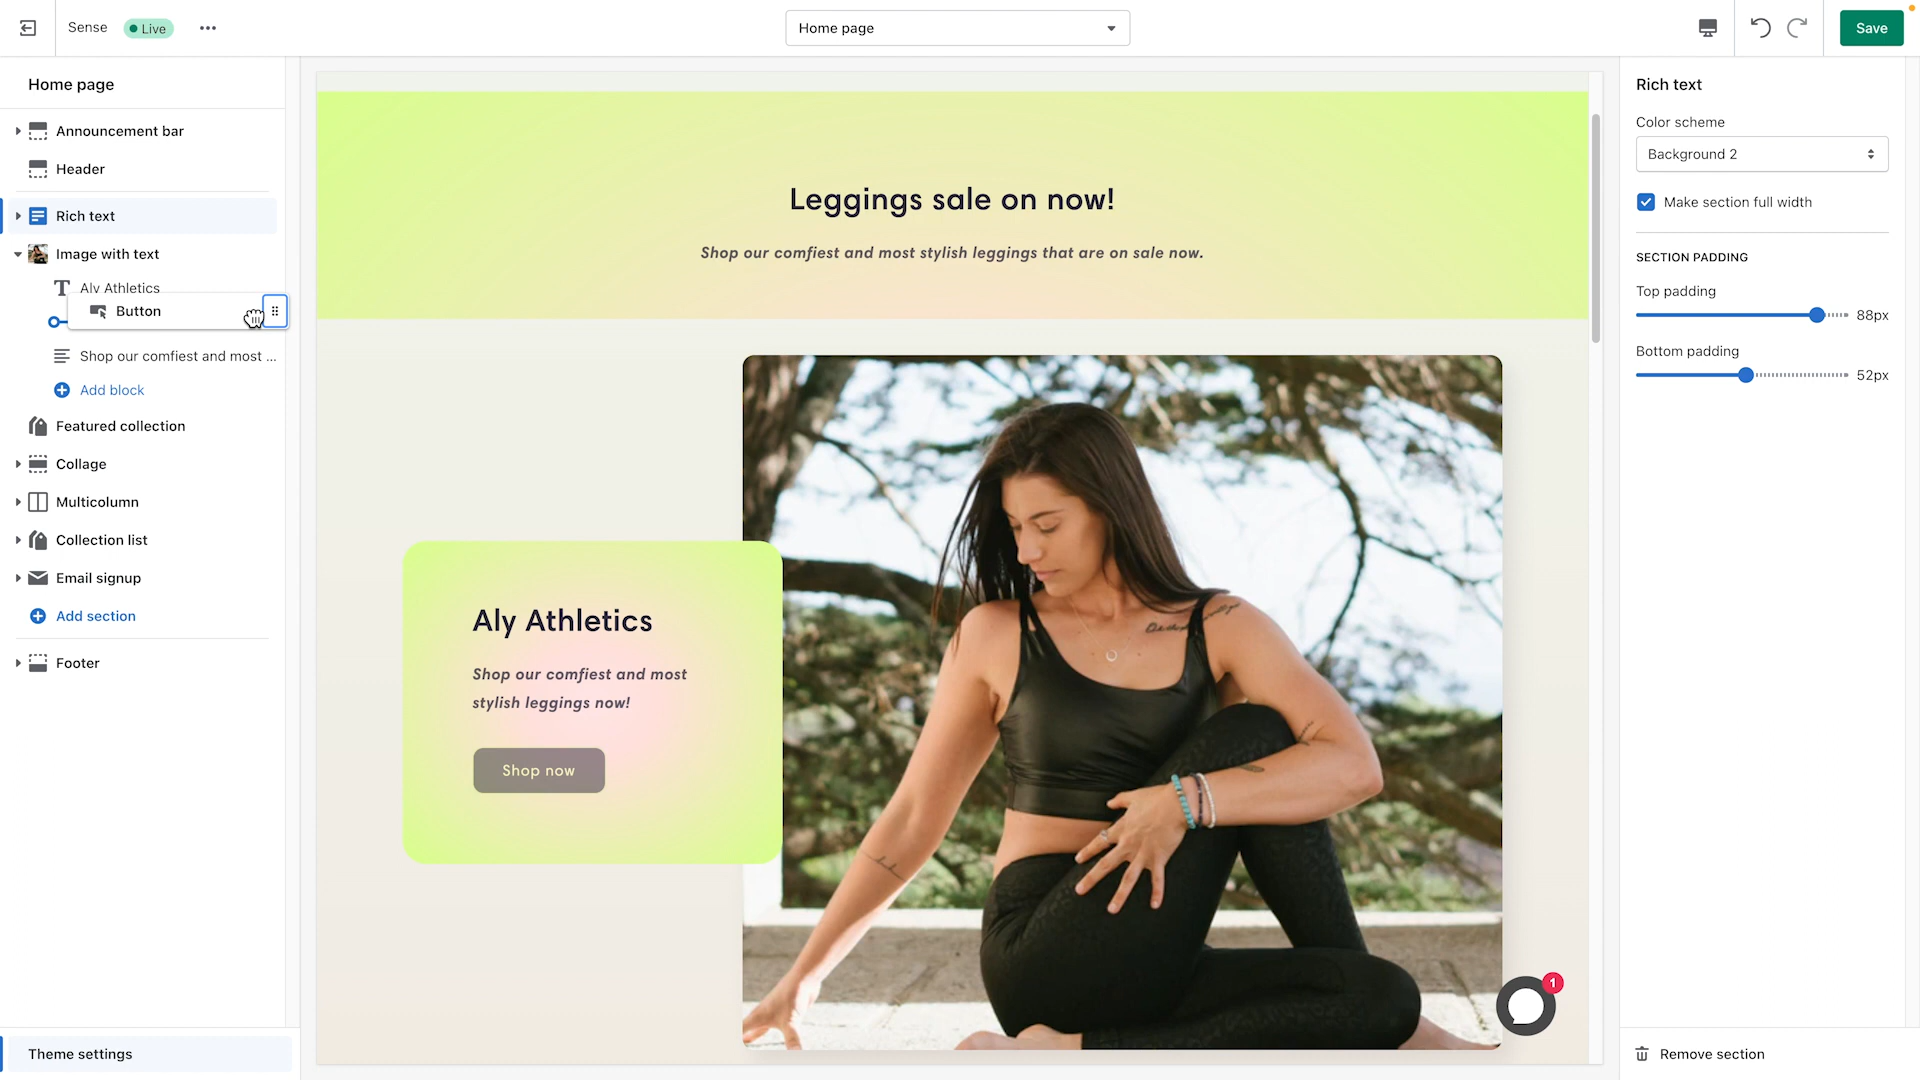 Sense
Live
Home page
Save
Home page
Announcement bar
Header
Rich text
Image with text
Aly Athletics
Button
Shop our comfiest and most ...
Add block
Featured collection
Collage
Multicolumn
Collection list
Email signup
Add section
Footer
Theme settings
Leggings sale on now!
Shop our comfiest and most stylish leggings that are on sale now.
Aly Athletics
Shop our comfiest and most
stylish leggings now!
Shop now
1
Rich text
Color scheme
Background 2
Make section full width
SECTION PADDING
Top padding
88px
Bottom padding
52px
Remove section